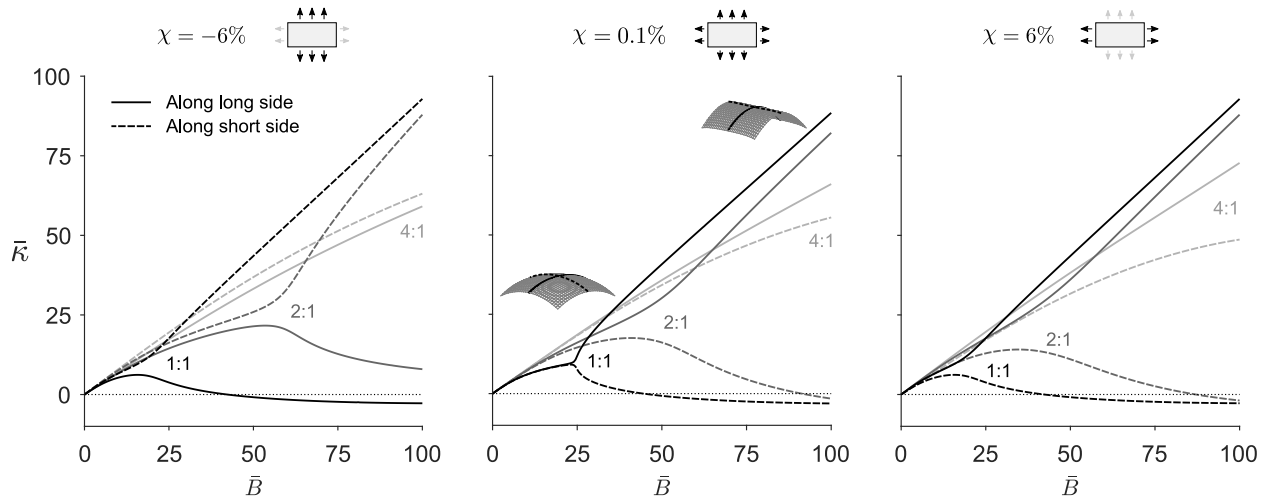 χ = −6%
χ = 0.1%
χ = 6%
Along long side
Along short side
κ̄
100
75
50
25
0
4:1
2:1
1:1
0 25 50 75 100
B̄
4:1
2:1
1:1
0 25 50 75 100
B̄
4:1
2:1
1:1
0 25 50 75 100
B̄